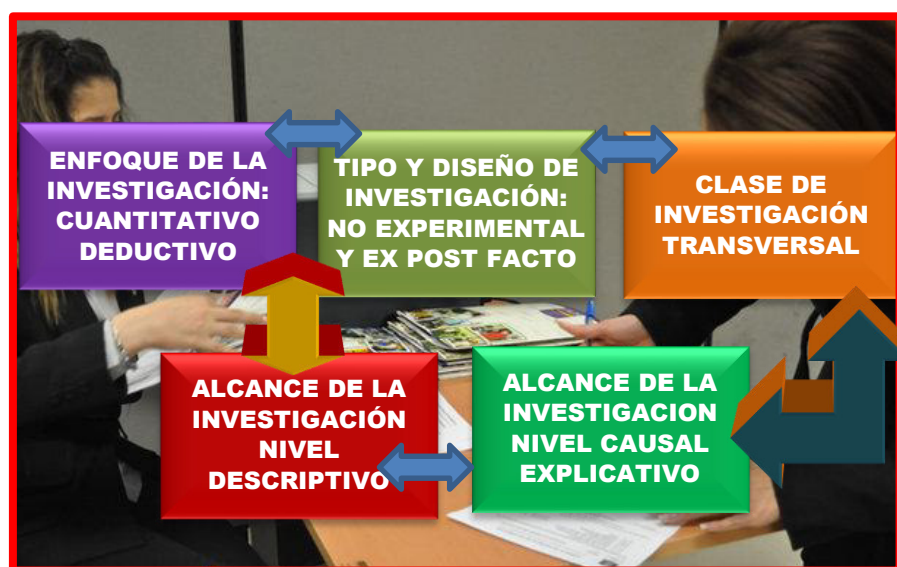 ENFOQUE DE LA
INVESTIGACIÓN:
CUANTITATIVO
DEDUCTIVO
TIPO Y DISEÑO DE
INVESTIGACIÓN:
NO EXPERIMENTAL
Y EX POST FACTO
CLASE DE
INVESTIGACIÓN
TRANSVERSAL
ALCANCE DE LA
INVESTIGACIÓN
NIVEL
DESCRIPTIVO
ALCANCE DE LA
INVESTIGACION
NIVEL CAUSAL
EXPLICATIVO